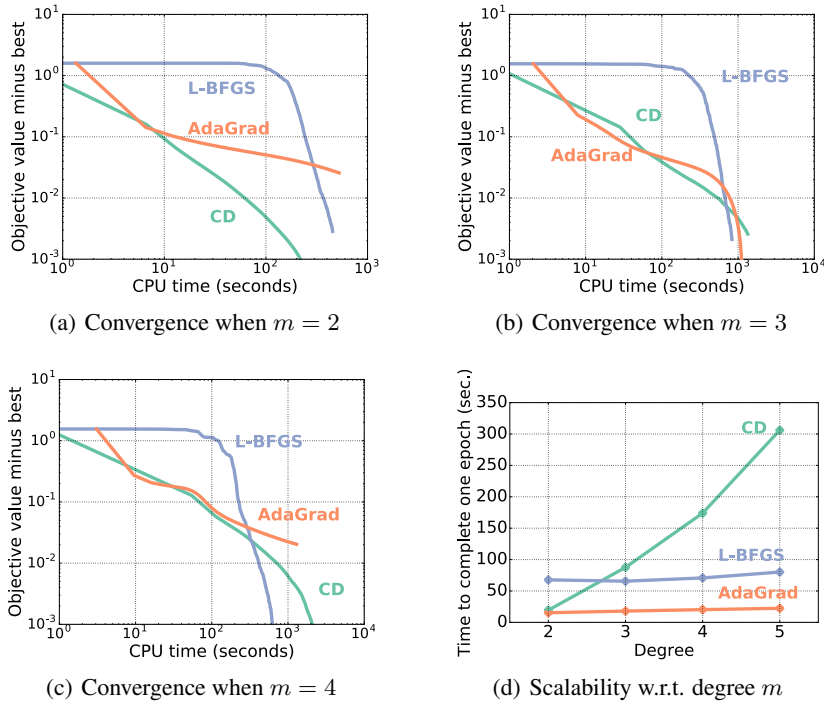 10^1
10^0
10^-1
10^-2
10^-3
Objective value minus best
L-BFGS
AdaGrad
CD
10^0
10^1
10^2
10^3
CPU time (seconds)
(a) Convergence when m = 2
10^1
10^0
10^-1
10^-2
10^-3
Objective value minus best
L-BFGS
CD
AdaGrad
10^0
10^1
10^2
10^3
10^4
CPU time (seconds)
(b) Convergence when m = 3
10^1
10^0
10^-1
10^-2
10^-3
Objective value minus best
L-BFGS
AdaGrad
CD
10^0
10^1
10^2
10^3
10^4
CPU time (seconds)
(c) Convergence when m = 4
350
300
250
200
150
100
50
0
Time to complete one epoch (sec.)
CD
L-BFGS
AdaGrad
2
3
4
5
Degree
(d) Scalability w.r.t. degree m